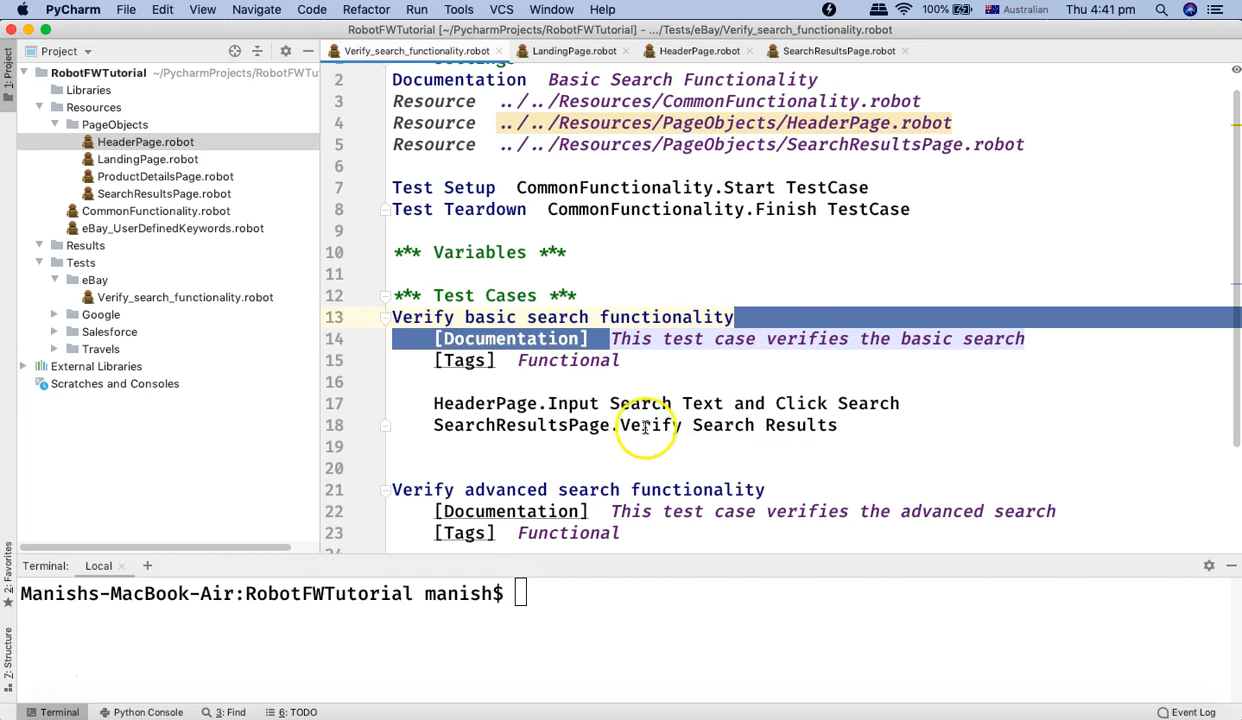 PyCharm File Edit View Navigate Code Refactor Run Tools VCS Window Help 100% Australian Thu 4:41 pm
RobotFWTutorial [~/PycharmProjects/RobotFWTutorial] - .../Tests/eBay/Verify_search_functionality.robot
Project
Verify_search_functionality.robot LandingPage.robot HeaderPage.robot SearchResultsPage.robot
1: Project
RobotFWTutorial ~/PycharmProjects/RobotFWTu
Libraries
Resources
PageObjects
HeaderPage.robot
LandingPage.robot
ProductDetailsPage.robot
SearchResultsPage.robot
CommonFunctionality.robot
eBay_UserDefinedKeywords.robot
Results
Tests
eBay
Verify_search_functionality.robot
Google
Salesforce
Travels
External Libraries
Scratches and Consoles
2 Documentation Basic Search Functionality
3 Resource ../../Resources/CommonFunctionality.robot
4 Resource ../../Resources/PageObjects/HeaderPage.robot
5 Resource ../../Resources/PageObjects/SearchResultsPage.robot
6
7 Test Setup CommonFunctionality.Start TestCase
8 Test Teardown CommonFunctionality.Finish TestCase
9
10 *** Variables ***
11
12 *** Test Cases ***
13 Verify basic search functionality
14 [Documentation] This test case verifies the basic search
15 [Tags] Functional
16
17 HeaderPage.Input Search Text and Click Search
18 SearchResultsPage.Verify Search Results
19
20
21 Verify advanced search functionality
22 [Documentation] This test case verifies the advanced search
23 [Tags] Functional
2: Favorites
Z: Structure
Terminal: Local +
Manishs-MacBook-Air:RobotFWTutorial manish$
Terminal Python Console 3: Find 6: TODO Event Log